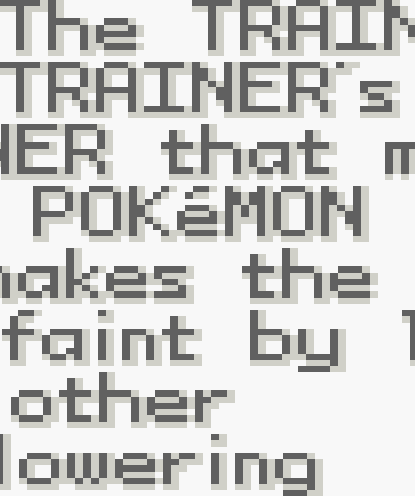 The TRAIN
TRAINER's
NER that m
POKéMON
makes the
faint by l
other
lowering